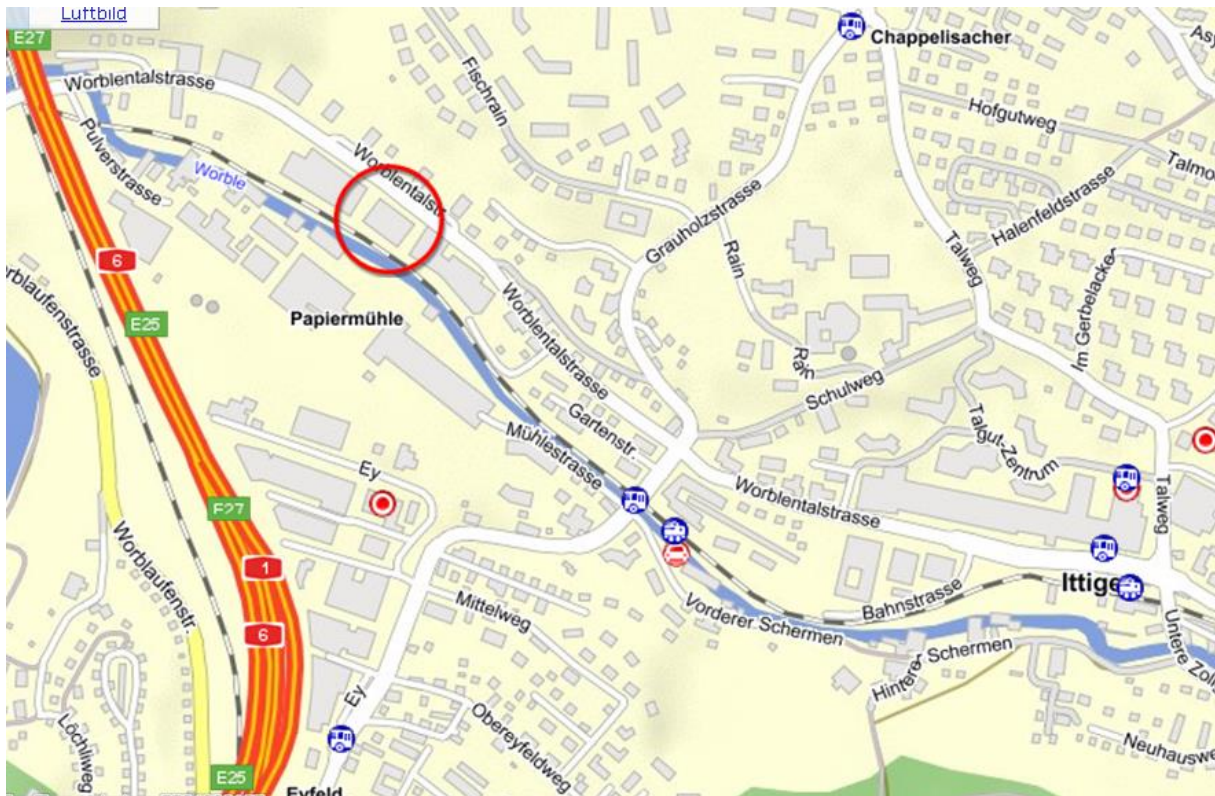 Luftbild
E27
Chappelisacher
Worblentalstrasse
Fischrain
Hofgutweg
Pulverstrasse
Worble
Worblentalstr.
Halenfeldstrasse
Grauholzstrasse
Rain
Talweg
6
Im Gerbelacker
E25
Papiermühle
Worblentalstrasse
Rain
Schulweg
Gartenstr.
Talgut-Zentrum
Mühlestrasse
Ey
Worblentalstrasse
Talweg
E27
Worblaufenstr.
1
6
Mittelweg
Bahnstrasse
Vorderer Schermen
Hinterer Schermen
Ey
Obereyfeldweg
Löchliweg
E25
Eyfeld